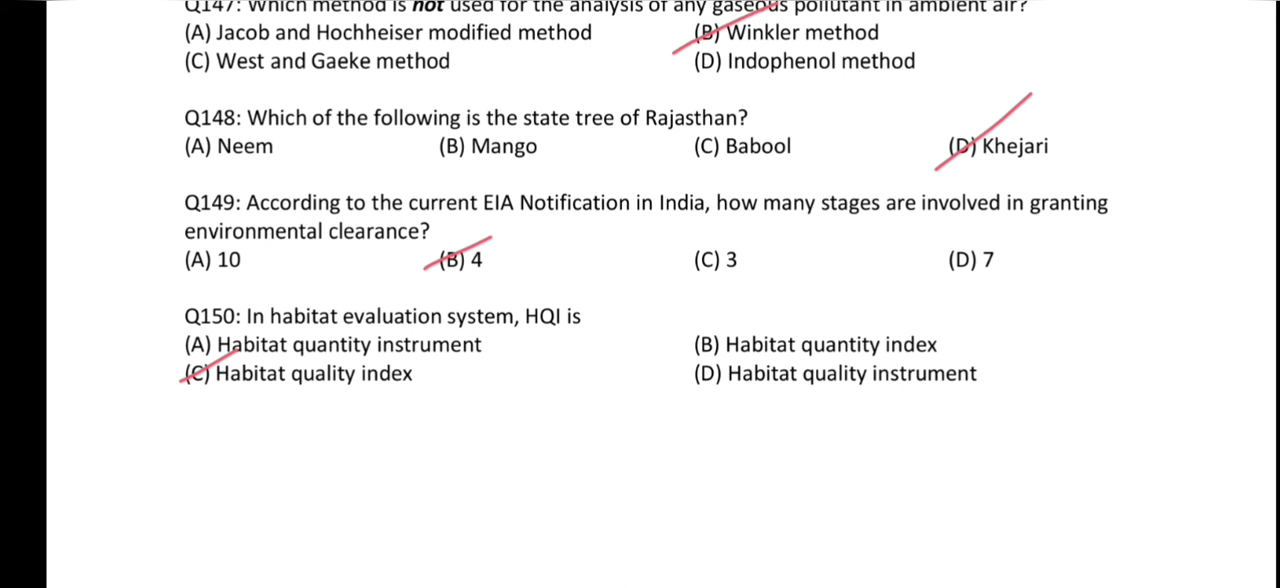 Q147: Which method is not used for the analysis of any gaseous pollutant in ambient air?
(A) Jacob and Hochheiser modified method (B) Winkler method
(C) West and Gaeke method (D) Indophenol method
Q148: Which of the following is the state tree of Rajasthan?
(A) Neem (B) Mango (C) Babool (D) Khejari
Q149: According to the current EIA Notification in India, how many stages are involved in granting
environmental clearance?
(A) 10 (B) 4 (C) 3 (D) 7
Q150: In habitat evaluation system, HQI is
(A) Habitat quantity instrument (B) Habitat quantity index
(C) Habitat quality index (D) Habitat quality instrument